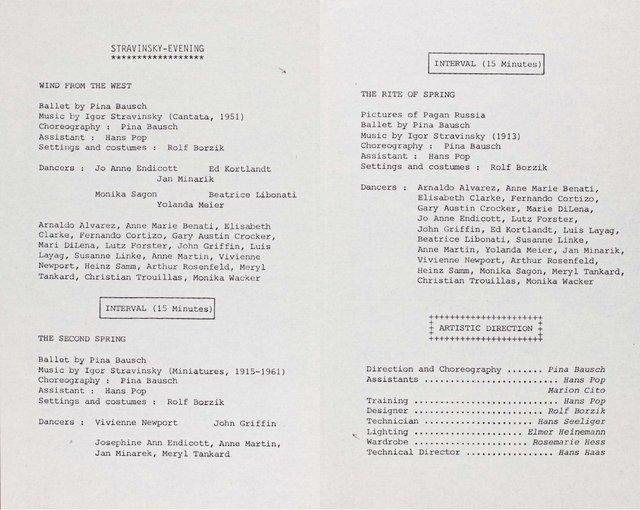 STRAVINSKY-EVENING
******************
WIND FROM THE WEST
Ballet by Pina Bausch
Music by Igor Stravinsky (Cantata, 1951)
Choreography : Pina Bausch
Assistant : Hans Pop
Settings and costumes : Rolf Borzik
Dancers : Jo Anne Endicott Ed Kortlandt
Jan Minarik
Monika Sagon Beatrice Libonati
Yolanda Meier
Arnaldo Alvarez, Anne Marie Benati, Elisabeth
Clarke, Fernando Cortizo, Gary Austin Crocker,
Mari DiLena, Lutz Forster, John Griffin, Luis
Layag, Susanne Linke, Anne Martin, Vivienne
Newport, Heinz Samm, Arthur Rosenfeld, Meryl
Tankard, Christian Trouillas, Monika Wacker
INTERVAL (15 Minutes)
THE SECOND SPRING
Ballet by Pina Bausch
Music by Igor Stravinsky (Miniatures, 1915-1961)
Choregraphy : Pina Bausch
Assistant : Hans Pop
Settings and costumes : Rolf Borzik
Dancers : Vivienne Newport John Griffin
Josephine Ann Endicott, Anne Martin,
Jan Minarek, Meryl Tankard
INTERVAL (15 Minutes)
THE RITE OF SPRING
Pictures of Pagan Russia
Ballet by Pina Bausch
Music by Igor Stravinsky (1913)
Choregraphy : Pina Bausch
Assistant : Hans Pop
Settings and costumes : Rolf Borzik
Dancers : Arnaldo Alvarez, Anne Marie Benati,
Elisabeth Clarke, Fernando Cortizo,
Gary Austin Crocker, Marie DiLena,
Jo Anne Endicott, Lutz Forster,
John Griffin, Ed Kortlandt, Luis Layag,
Beatrice Libonati, Susanne Linke,
Anne Martin, Yolanda Meier, Jan Minarik,
Vivienne Newport, Arthur Rosenfeld,
Heinz Samm, Monika Sagon, Meryl Tankard,
Christian Trouillas, Monika Wacker
ARTISTIC DIRECTION
Direction and Choregraphy ....... Pina Bausch
Assistants .......................... Hans Pop
Marion Cito
Training ............................ Hans Pop
Designer ......................... Rolf Borzik
Technician ...................... Hans Seeliger
Lighting ..................... Elmer Heinemann
Wardrobe ...................... Rosemarie Hess
Technical Director ................. Hans Haas